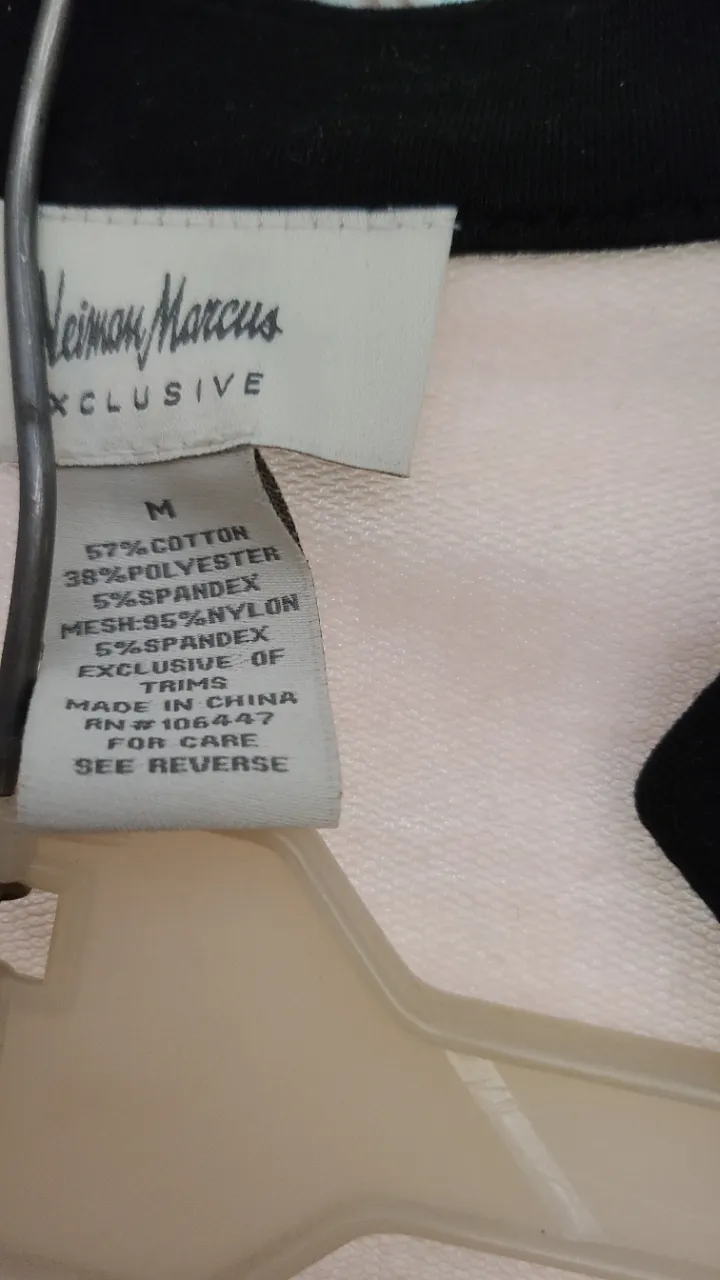 Neiman Marcus
XCLUSIVE
M
57%COTTON
38%POLYESTER
5%SPANDEX
MESH:95%NYLON
5%SPANDEX
EXCLUSIVE OF
TRIMS
MADE IN CHINA
RN#106447
FOR CARE
SEE REVERSE